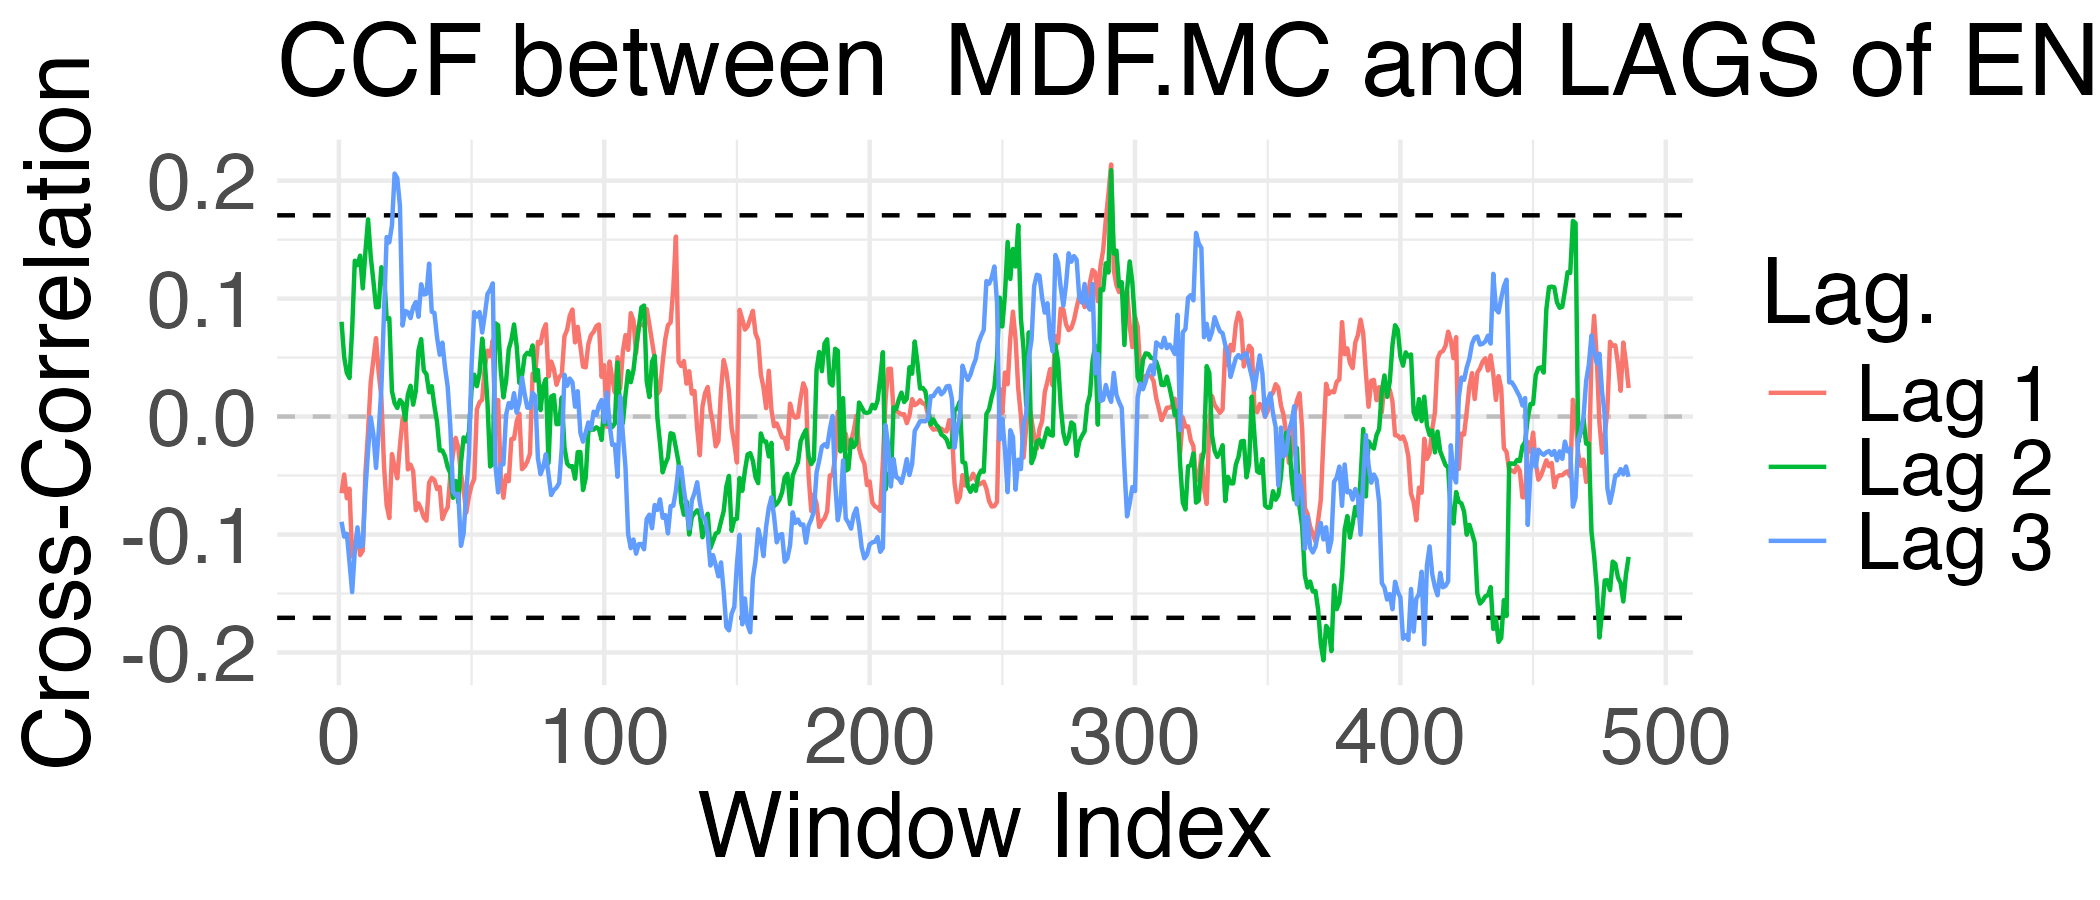 CCF between  MDF.MC and LAGS of EN
Cross-Correlation
0.2
0.1
0.0
-0.1
-0.2
0 100 200 300 400 500
Window Index
Lag.
Lag 1
Lag 2
Lag 3